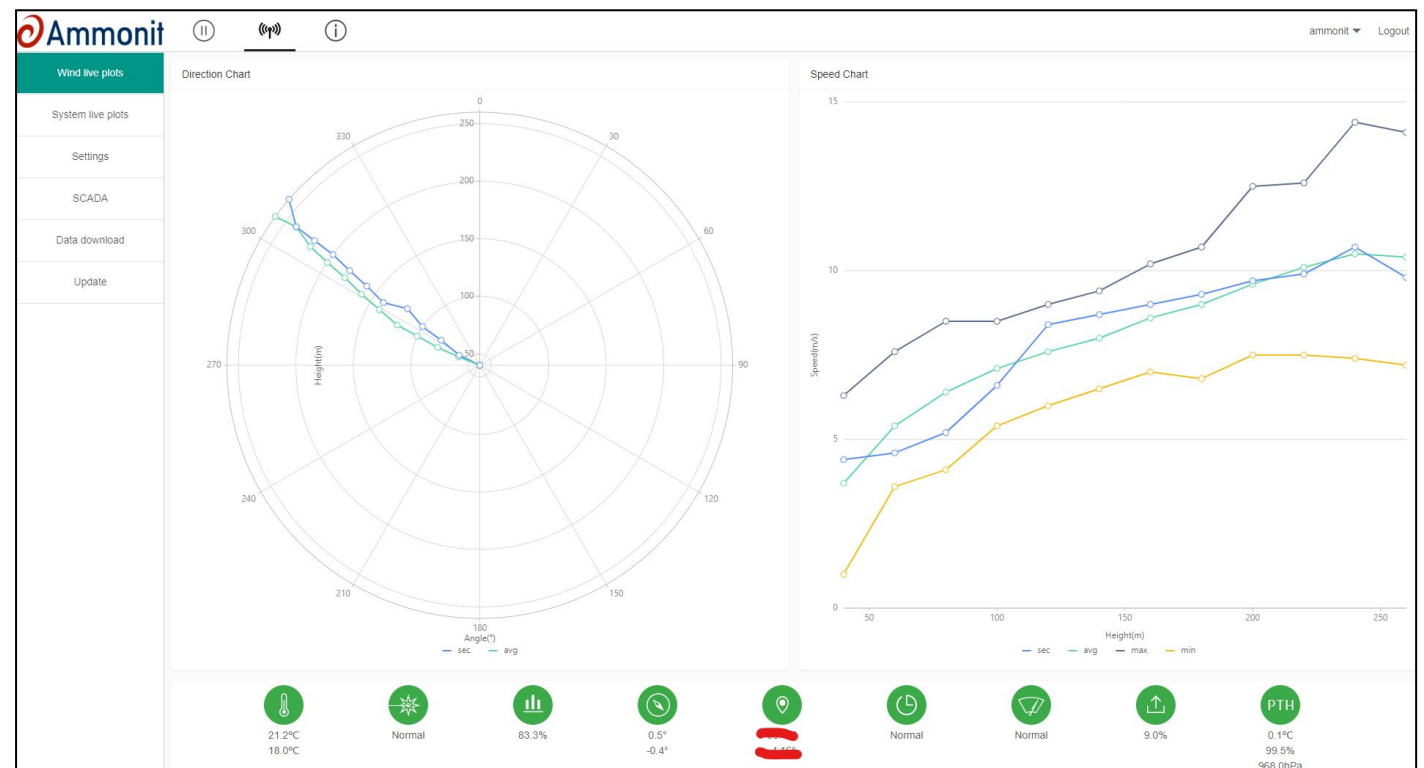 Ammonit
ammonit Logout
Wind live plots
System live plots
Settings
SCADA
Data download
Update
Direction Chart
0
30
60
90
120
150
180
210
240
270
300
330
250
200
150
100
50
Height(m)
Angle(°)
sec avg
Speed Chart
15
10
5
0
Speed(m/s)
50 100 150 200 250
Height(m)
sec avg max min
21.2°C
18.0°C
Normal
83.3%
0.5°
-0.4°
Normal
Normal
9.0%
PTH
0.1°C
99.5%
968.0hPa